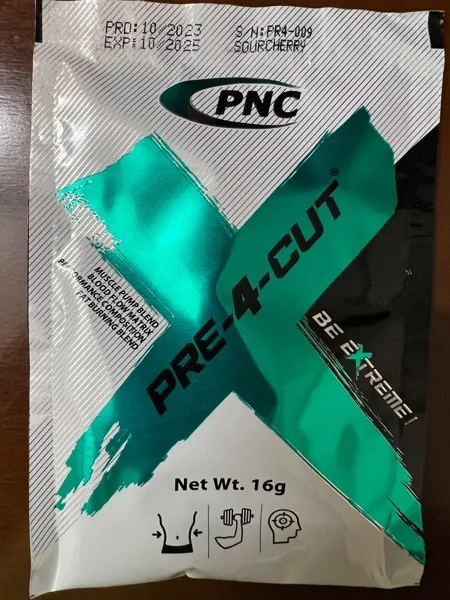 PRD:10/2023
EXP:10/2025
S/N:PR4-009
SOURCHERRY
PNC
PRE-4-CUT®
MUSCLE PUMP BLEND
BLOOD FLOW MATRIX
PERFORMANCE COMPOSITION
FAT BURNING BLEND
BE EXTREME!
Net Wt. 16g